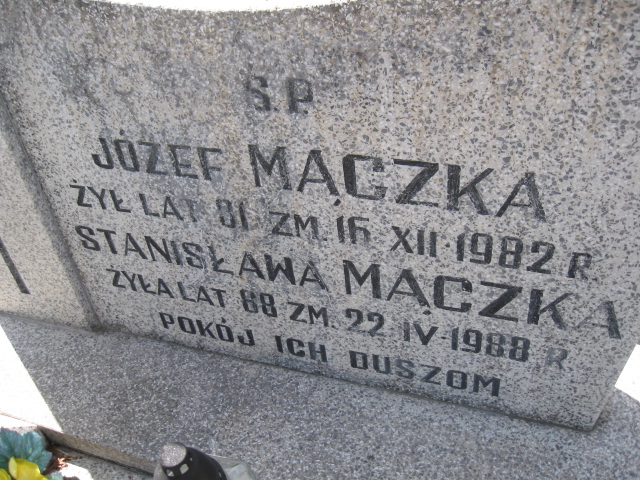 Ś.P.
JÓZEF MĄCZKA
ŻYŁ LAT 81 ZM. 16 XII 1982 R.
STANISŁAWA MĄCZKA
ŻYŁA LAT 68 ZM. 22 IV 1988 R.
POKÓJ ICH DUSZOM